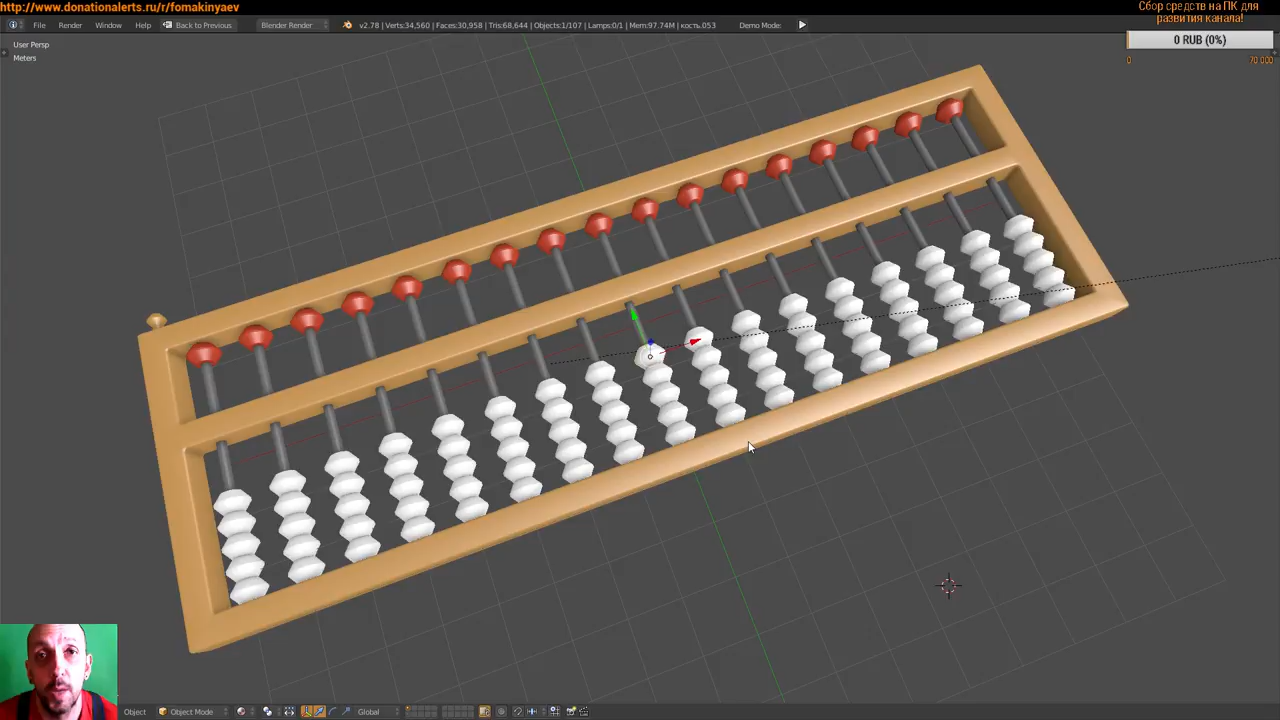 http://www.donationalerts.ru/r/fomakinyaev
Сбор средств на ПК для
развития канала!
File Render Window Help Back to Previous Blender Render v2.78 | Verts:34,560 | Faces:30,958 | Tris:68,644 | Objects:1/107 | Lamps:0/1 | Mem:97.74M | кость.053 Demo Mode:
0 RUB (0%)
0 70 000
User Persp
Meters
Object Object Mode Global